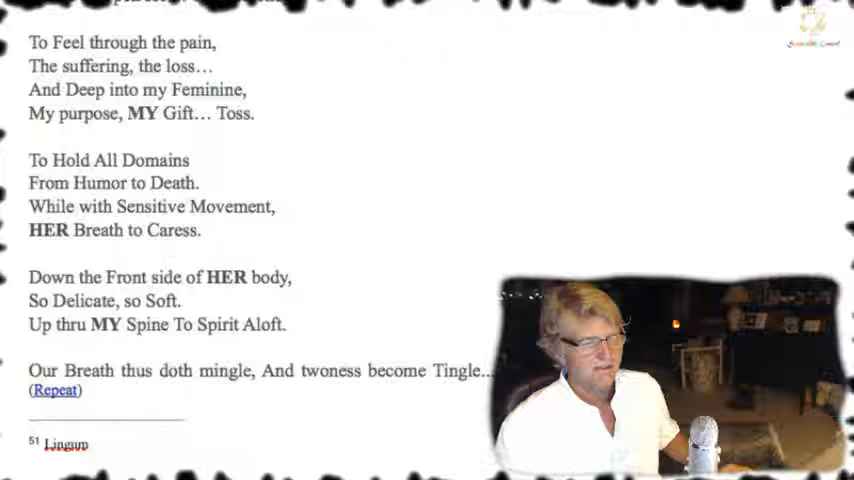 To Feel through the pain,
The suffering, the loss…
And Deep into my Feminine,
My purpose, MY Gift… Toss.
To Hold All Domains
From Humor to Death.
While with Sensitive Movement,
HER Breath to Caress.
Down the Front side of HER body,
So Delicate, so Soft.
Up thru MY Spine To Spirit Aloft.
Our Breath thus doth mingle, And twoness become Tingle...
(Repeat)
51 Lingum